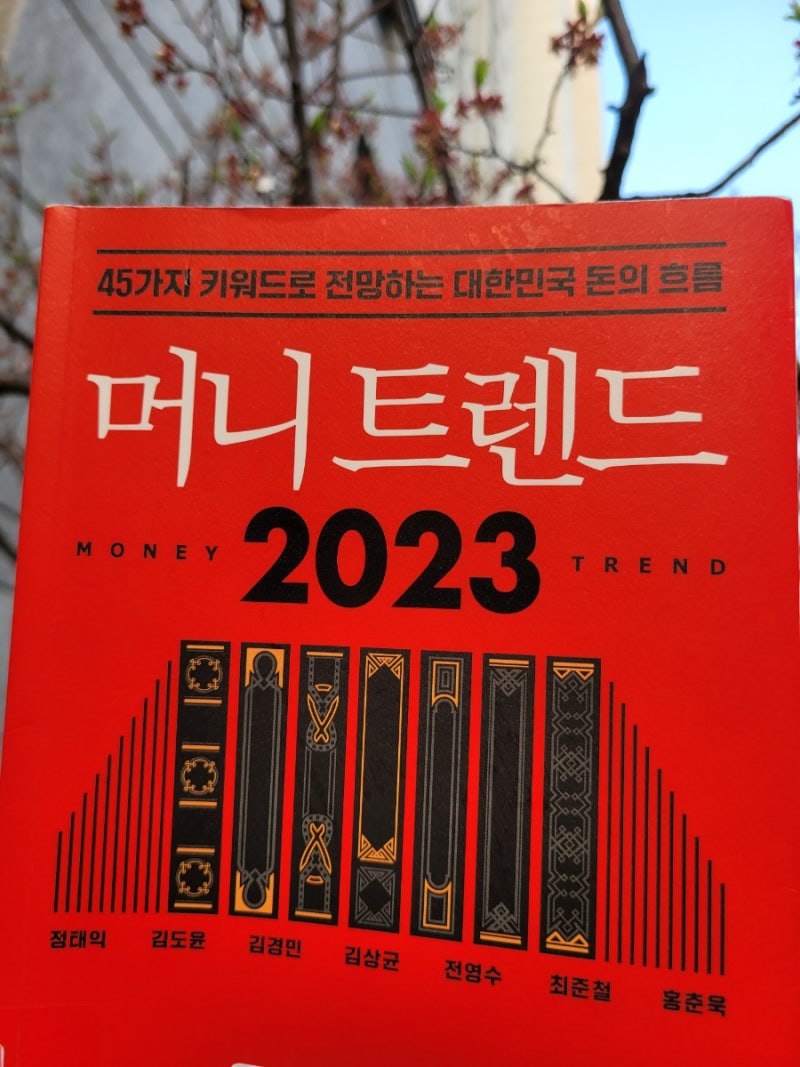 45가지 키워드로 전망하는 대한민국 돈의 흐름
머니 트렌드
MONEY 2023 TREND
정태익 김도윤 김경민 김상균 전영수 최준철 홍춘욱